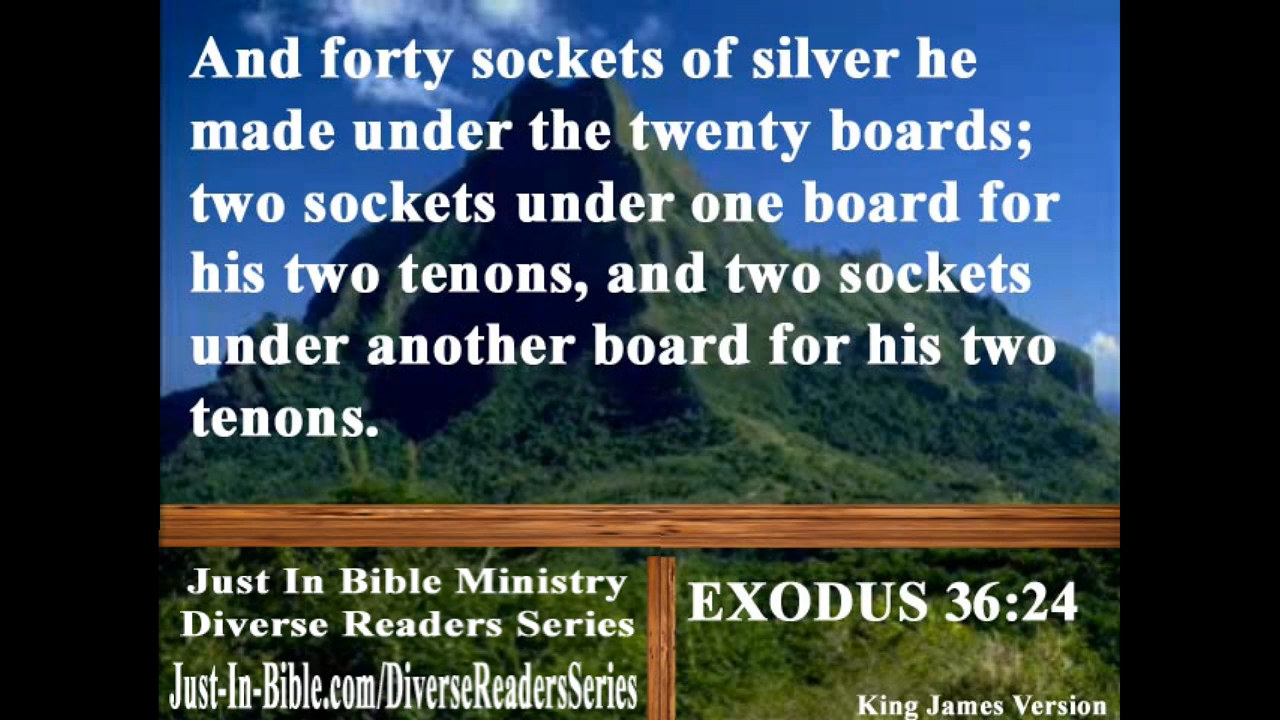 And forty sockets of silver he
made under the twenty boards;
two sockets under one board for
his two tenons, and two sockets
under another board for his two
tenons.
Just In Bible Ministry
Diverse Readers Series
Just-In-Bible.com/DiverseReadersSeries
EXODUS 36:24
King James Version